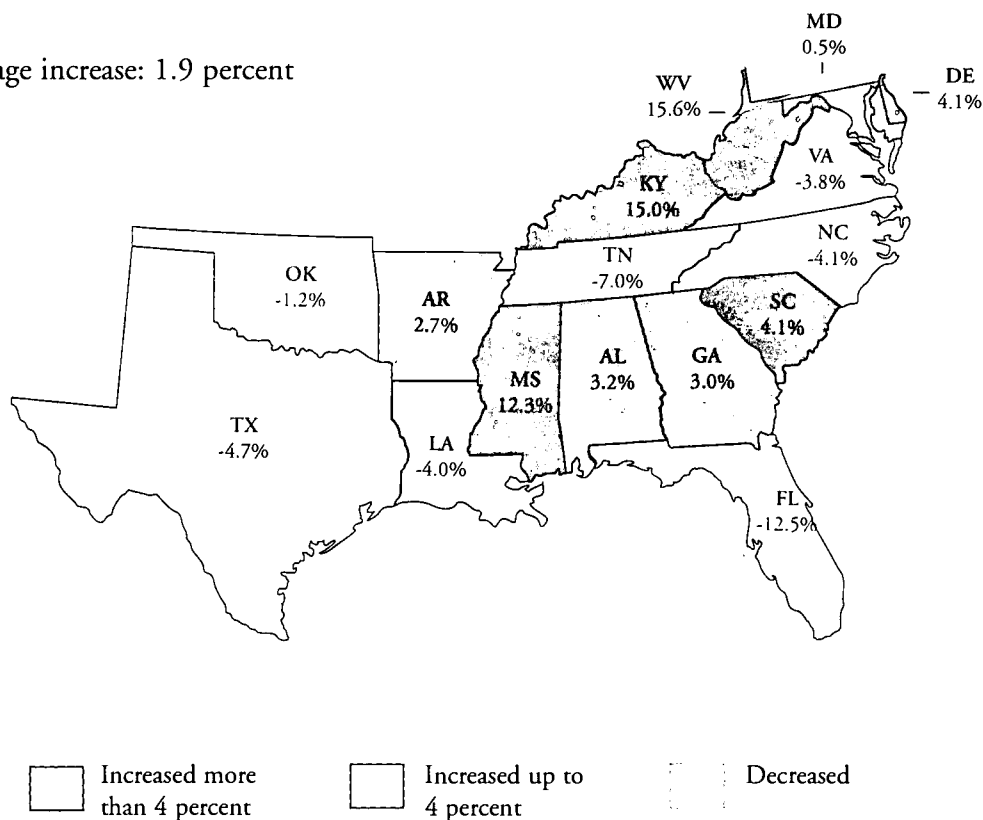 MD
0.5%
age increase: 1.9 percent
WV
15.6%
DE
4.1%
VA
-3.8%
KY
15.0%
NC
-4.1%
TN
-7.0%
OK
-1.2%
AR
2.7%
SC
4.1%
MS
12.3%
AL
3.2%
GA
3.0%
TX
-4.7%
LA
-4.0%
FL
-12.5%
Increased more
than 4 percent
Increased up to
4 percent
Decreased